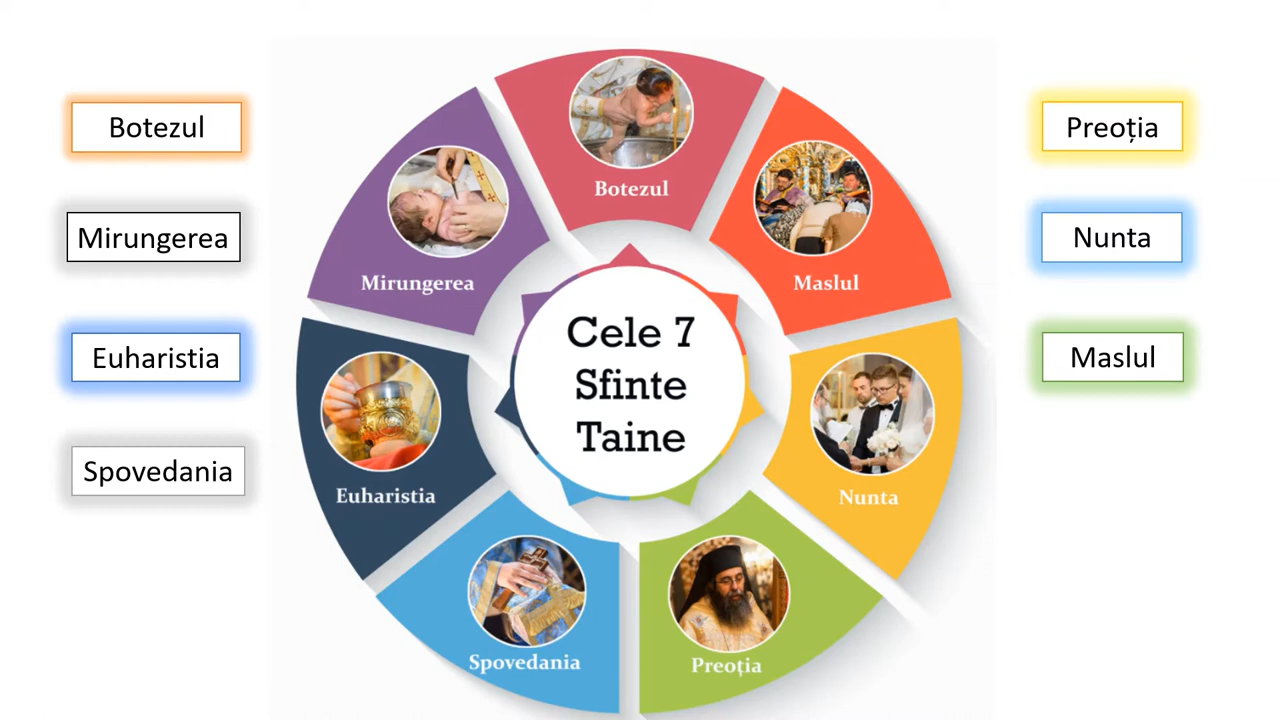 Botezul
Mirungerea
Euharistia
Spovedania
Botezul
Maslul
Nunta
Preoția
Spovedania
Euharistia
Mirungerea
Cele 7
Sfinte
Taine
Preoția
Nunta
Maslul